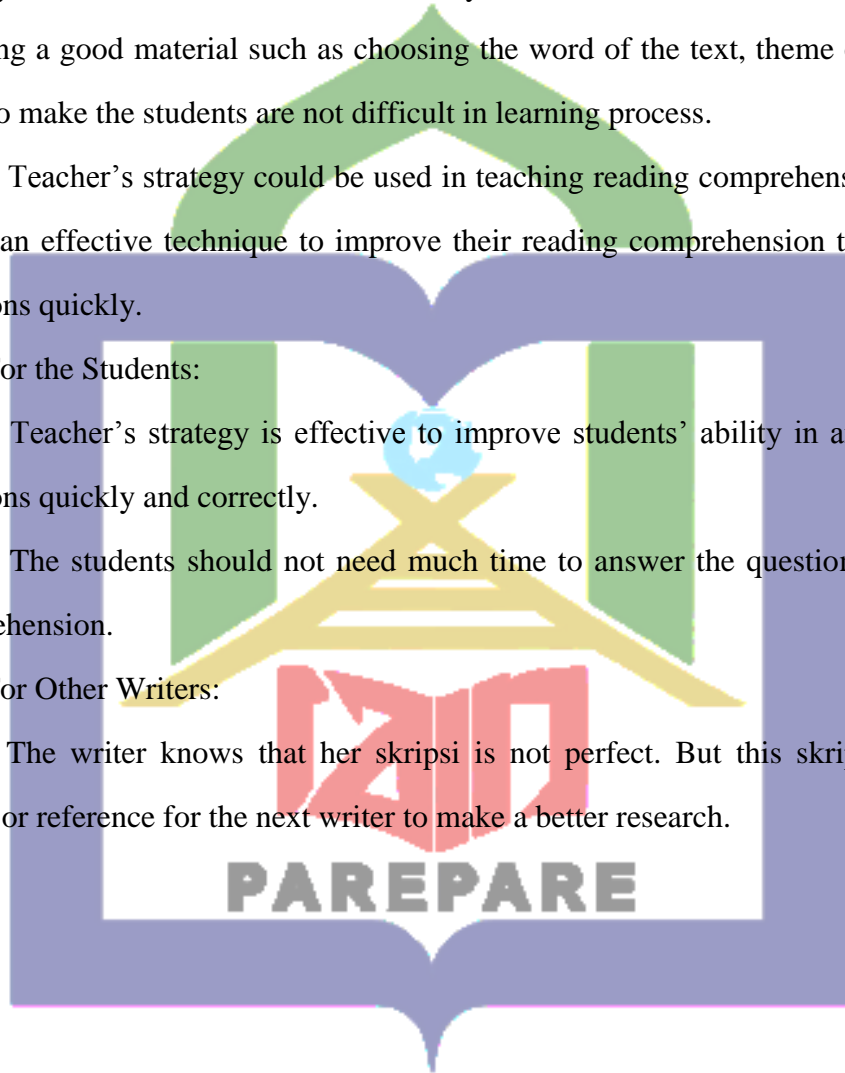 ng a good material such as choosing the word of the text, theme
o make the students are not difficult in learning process.
Teacher’s strategy could be used in teaching reading comprehens
an effective technique to improve their reading comprehension t
ons quickly.
or the Students:
Teacher’s strategy is effective to improve students’ ability in a
ons quickly and correctly.
The students should not need much time to answer the question
ehension.
or Other Writers:
The writer knows that her skripsi is not perfect. But this skrip
or reference for the next writer to make a better research.
PAREPARE